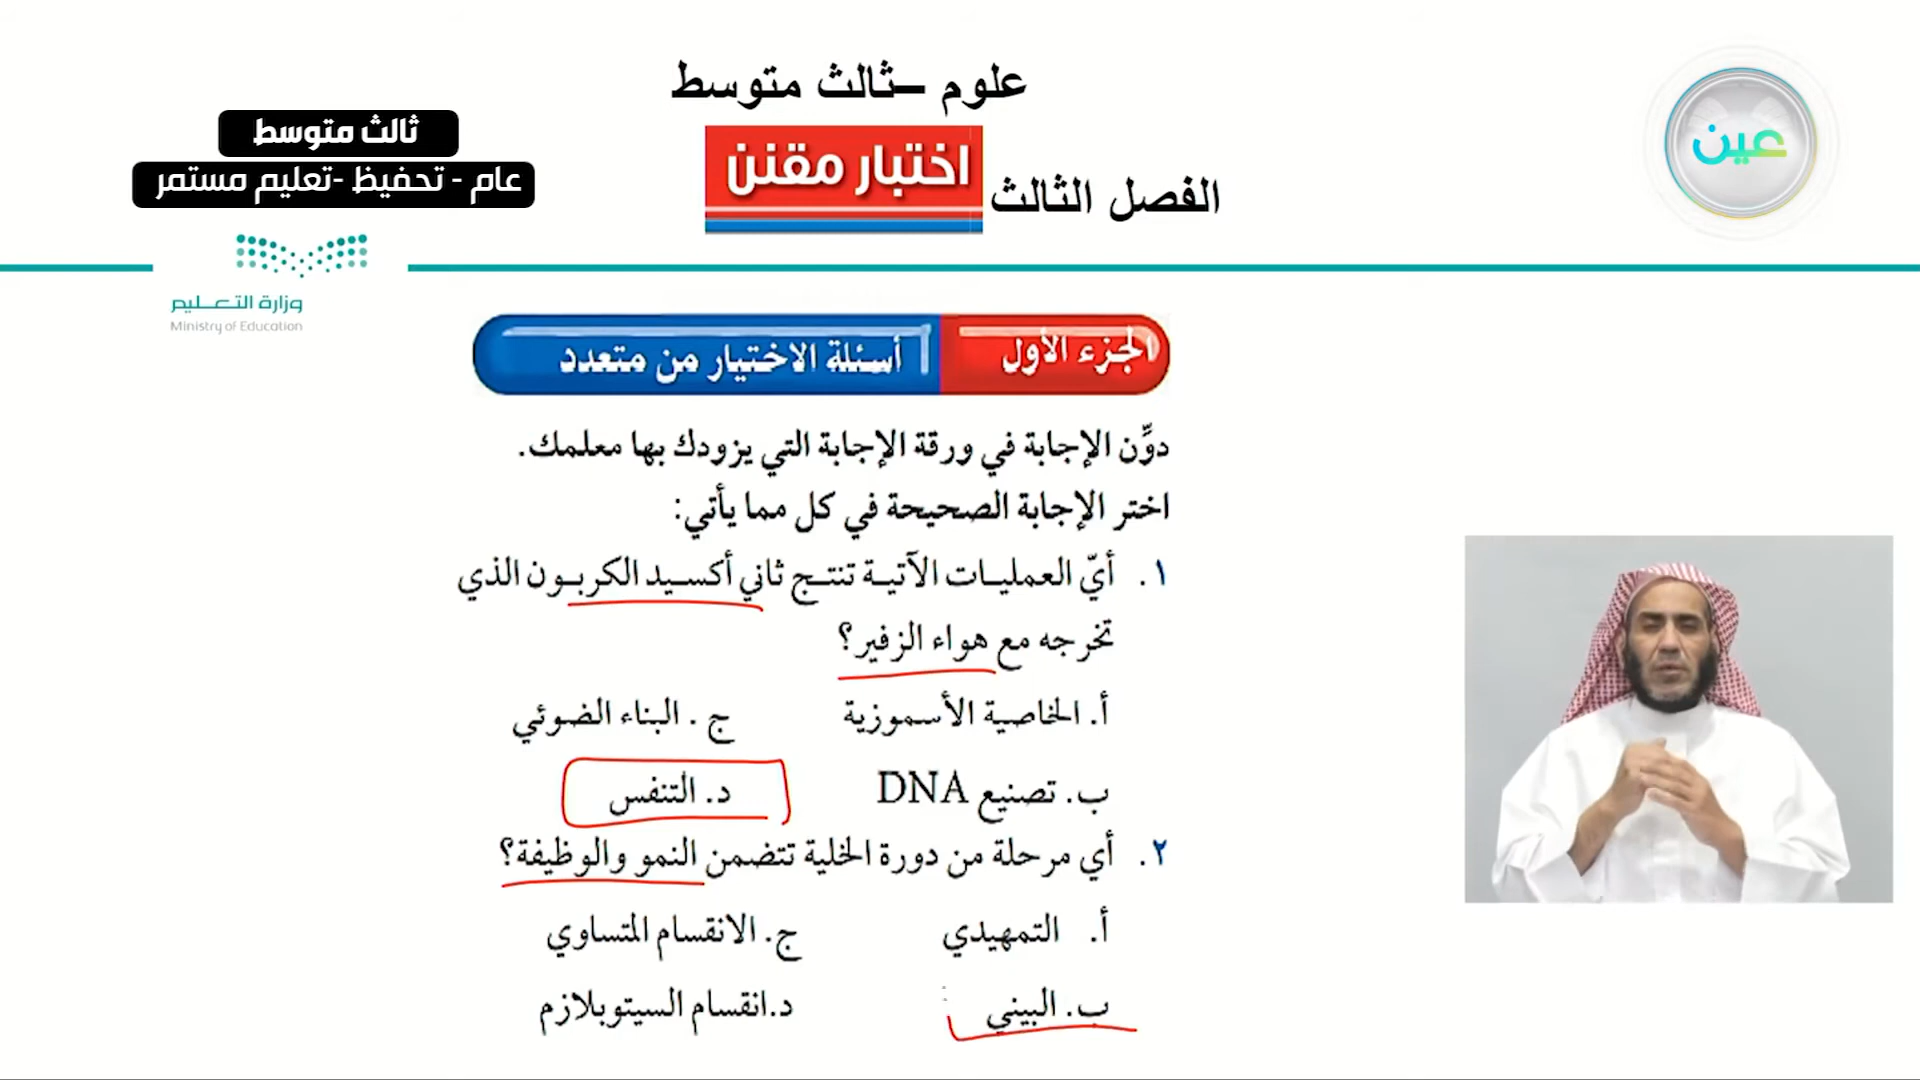 علوم –ثالث متوسط
عين
ثالث متوسط
عام - تحفيظ -تعليم مستمر
الفصل الثالث اختبار مقنن
وزارة التعليم
Ministry of Education
الجزء الأول أسئلة الاختيار من متعدد
دوِّن الإجابة في ورقة الإجابة التي يزودك بها معلمك.
اختر الإجابة الصحيحة في كل مما يأتي:
١. أيّ العمليات الآتية تنتج ثاني أكسيد الكربون الذي
تخرجه مع هواء الزفير؟
أ. الخاصية الأسموزية ج. البناء الضوئي
ب. تصنيع DNA د. التنفس
٢. أي مرحلة من دورة الخلية تتضمن النمو والوظيفة؟
أ. التمهيدي ج. الانقسام المتساوي
ب. البيني د.انقسام السيتوبلازم